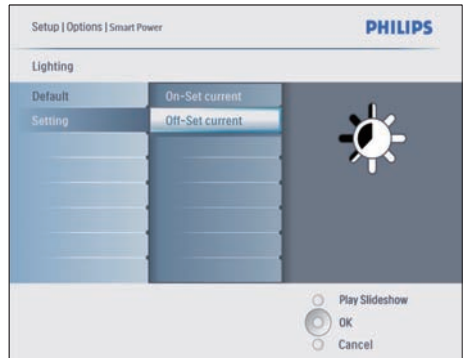 Setup | Options | Smart Power
PHILIPS
Lighting
Default
On-Set current
Setting
Off-Set current
Play Slideshow
OK
Cancel